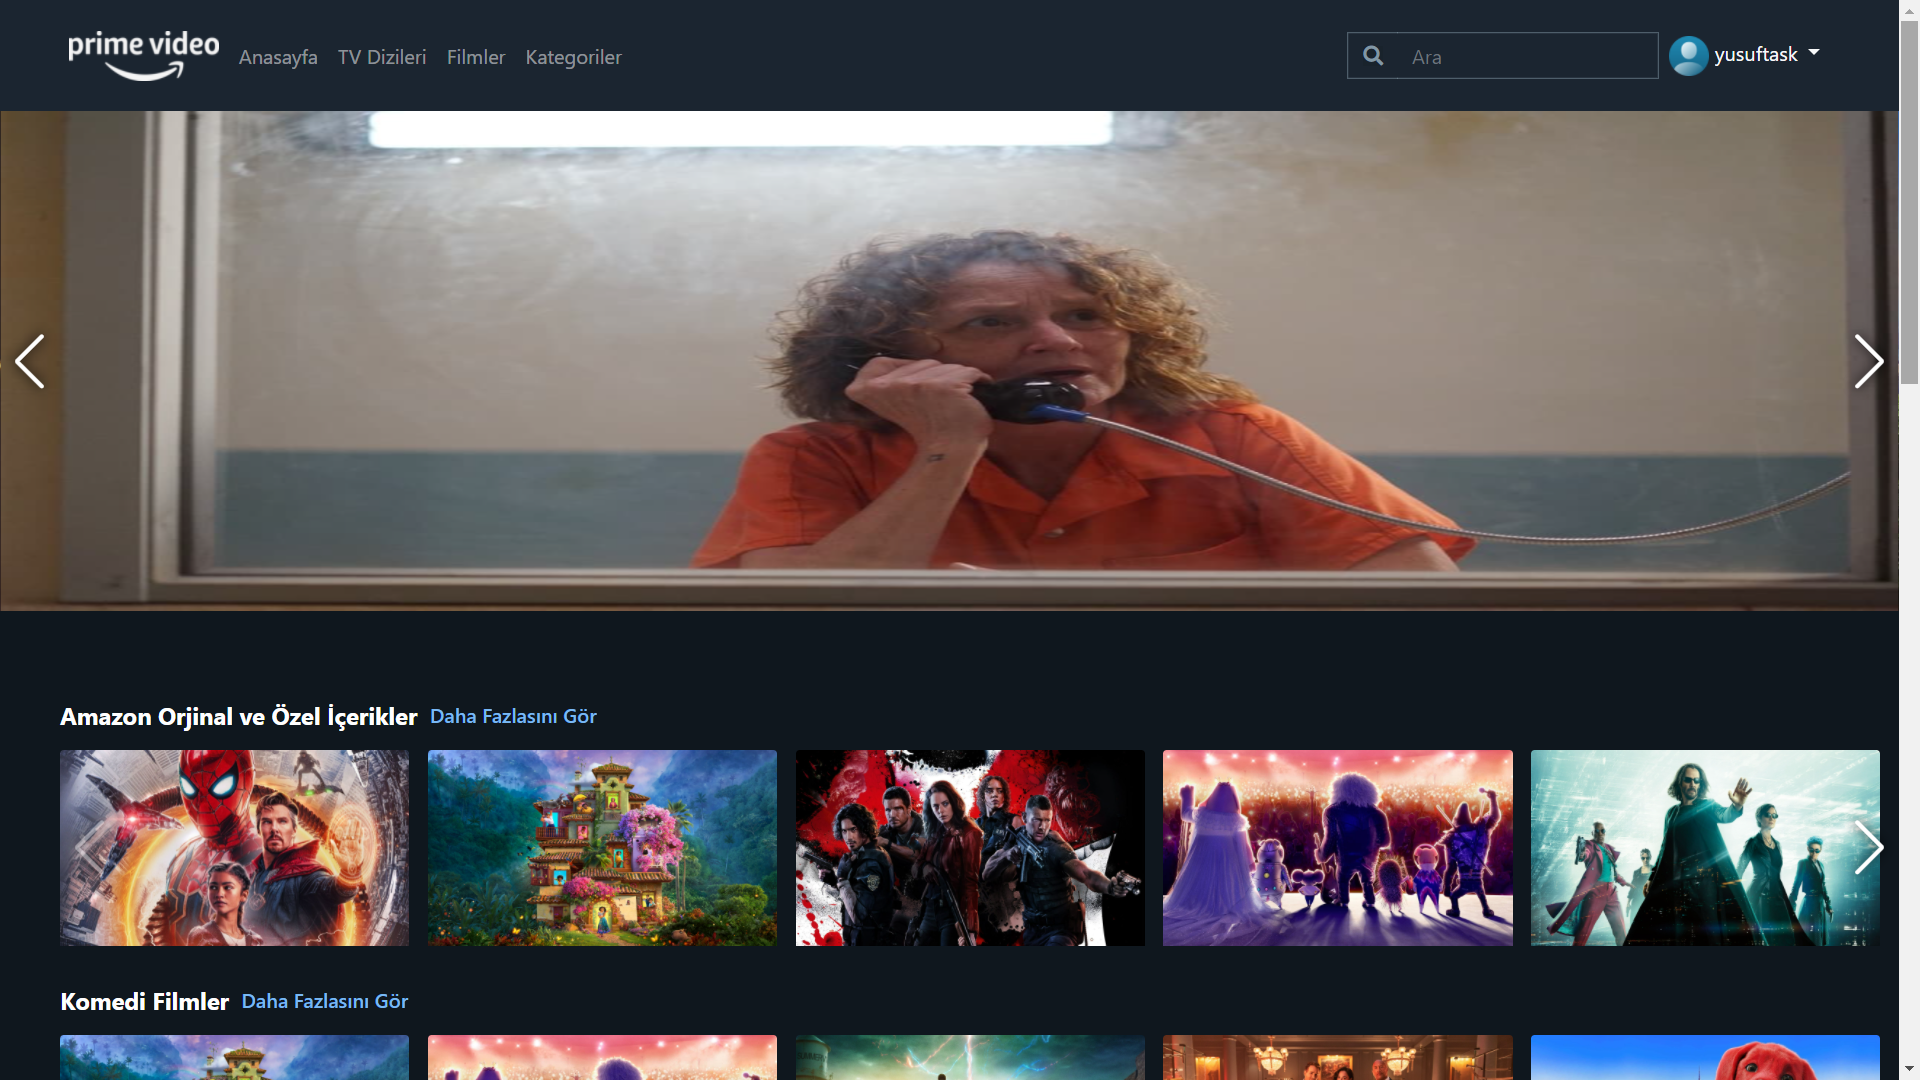 prime video Anasayfa TV Dizileri Filmler Kategoriler Ara yusuftask
Amazon Orjinal ve Özel İçerikler Daha Fazlasını Gör
Komedi Filmler Daha Fazlasını Gör